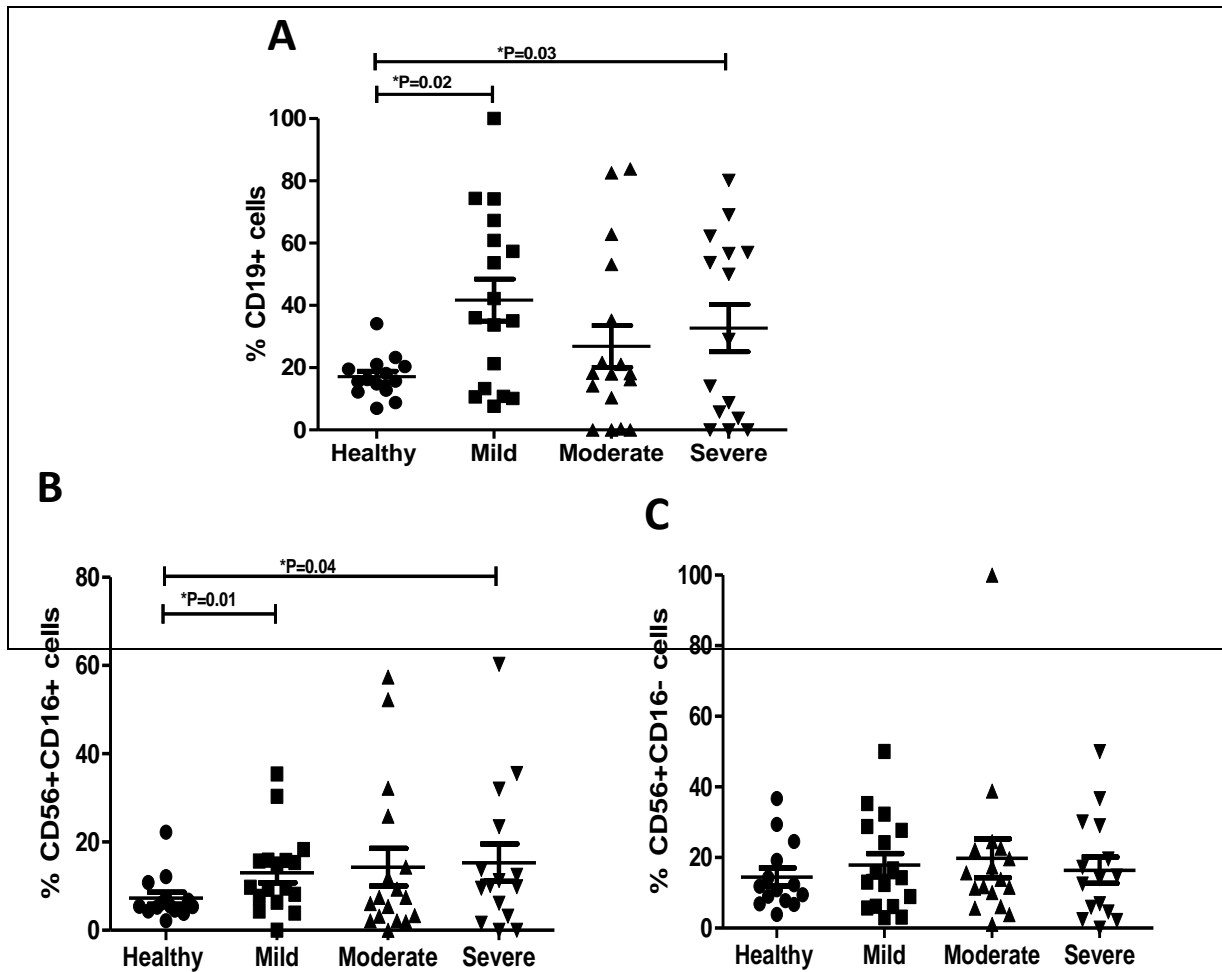 A
*P=0.03
*P=0.02
100
80
60
40
20
0
% CD19+ cells
Healthy Mild Moderate Severe
B
*P=0.04
*P=0.01
80
60
40
20
0
% CD56+CD16+ cells
Healthy Mild Moderate Severe
C
100
80
60
40
20
0
% CD56+CD16- cells
Healthy Mild Moderate Severe